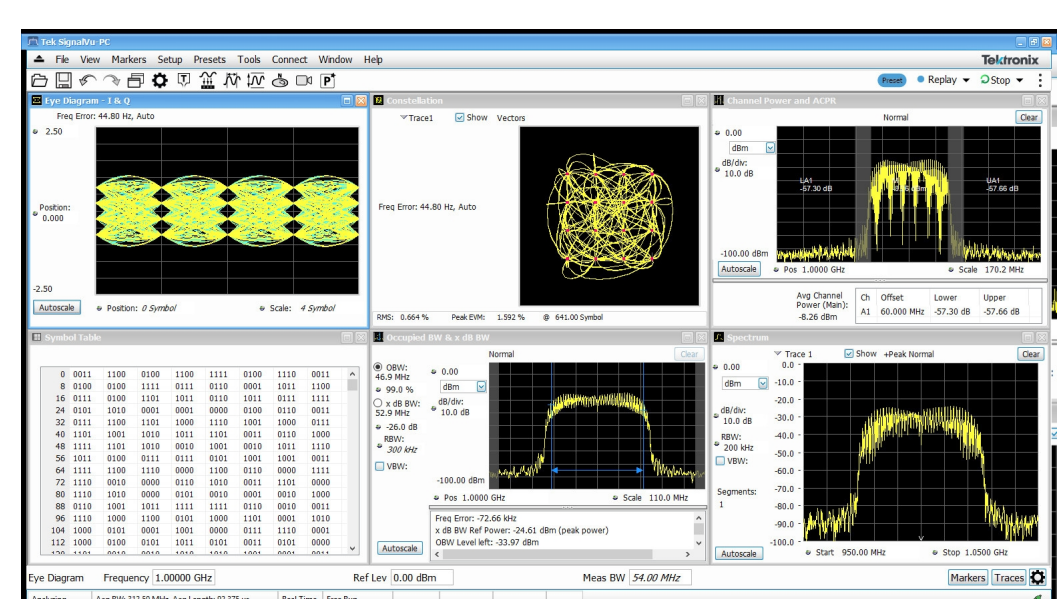 Tek SignalVu-PC
File View Markers Setup Presets Tools Connect Window Help
Tektronix
Preset Replay Stop
Eye Diagram - I & Q
Freq Error: 44.80 Hz, Auto
2.50
Position:
0.000
-2.50
Autoscale Position: 0 Symbol Scale: 4 Symbol
Constellation
Trace1 Show Vectors
Freq Error: 44.80 Hz, Auto
RMS: 0.664 % Peak EVM: 1.592 % @ 641.00 Symbol
Channel Power and ACPR
Normal Clear
0.00
dBm
dB/div:
10.0 dB
LA1
-57.30 dB
UA1
-57.66 dB
-100.00 dBm
Autoscale Pos 1.0000 GHz Scale 170.2 MHz
Avg Channel
Power (Main):
-8.26 dBm
Ch Offset Lower Upper
A1 60.000 MHz -57.30 dB -57.66 dB
Symbol Table
0 0011 1100 0100 1100 1111 0100 1110 0011
8 0100 0100 1111 0111 0110 0001 1011 1100
16 0111 0100 1101 1011 0110 1011 0111 1111
24 0101 1010 0001 0001 0000 0100 0110 0011
32 0111 1100 1101 1000 1110 1001 1000 0111
40 1101 1001 1010 1011 1101 0011 0110 1000
48 1111 1101 1010 0010 1001 0010 1011 1110
56 1011 0100 0111 0111 0101 1001 1001 0011
64 1111 1100 1110 0000 1100 0110 0000 1111
72 1110 0010 0000 0110 1010 0011 1101 0000
80 1110 1010 0000 0101 0010 0001 0010 1000
88 0110 0011 1011 1111 1111 0110 0010 0011
96 1110 1000 1100 0101 1000 1101 0001 1010
104 1000 0101 0001 1001 0000 0111 1110 0001
112 1000 0100 0101 1011 0101 0011 0101 0000
Occupied BW & x dB BW
Normal Clear
OBW:
46.9 MHz
99.0 %
x dB BW:
52.9 MHz
-26.0 dB
RBW:
300 kHz
VBW:
0.00
dBm
dB/div:
10.0 dB
-100.00 dBm
Pos 1.0000 GHz Scale 110.0 MHz
Autoscale
Freq Error: -72.66 kHz
x dB BW Ref Power: -24.61 dBm (peak power)
OBW Level left: -33.97 dBm
Spectrum
Trace 1 Show +Peak Normal Clear
0.00
dBm
dB/div:
10.0 dB
RBW:
200 kHz
VBW:
Segments:
1
0.0
-10.0
-20.0
-30.0
-40.0
-50.0
-60.0
-70.0
-80.0
-90.0
-100.0
Autoscale Start 950.00 MHz Stop 1.0500 GHz
Eye Diagram Frequency 1.00000 GHz Ref Lev 0.00 dBm Meas BW 54.00 MHz Markers Traces